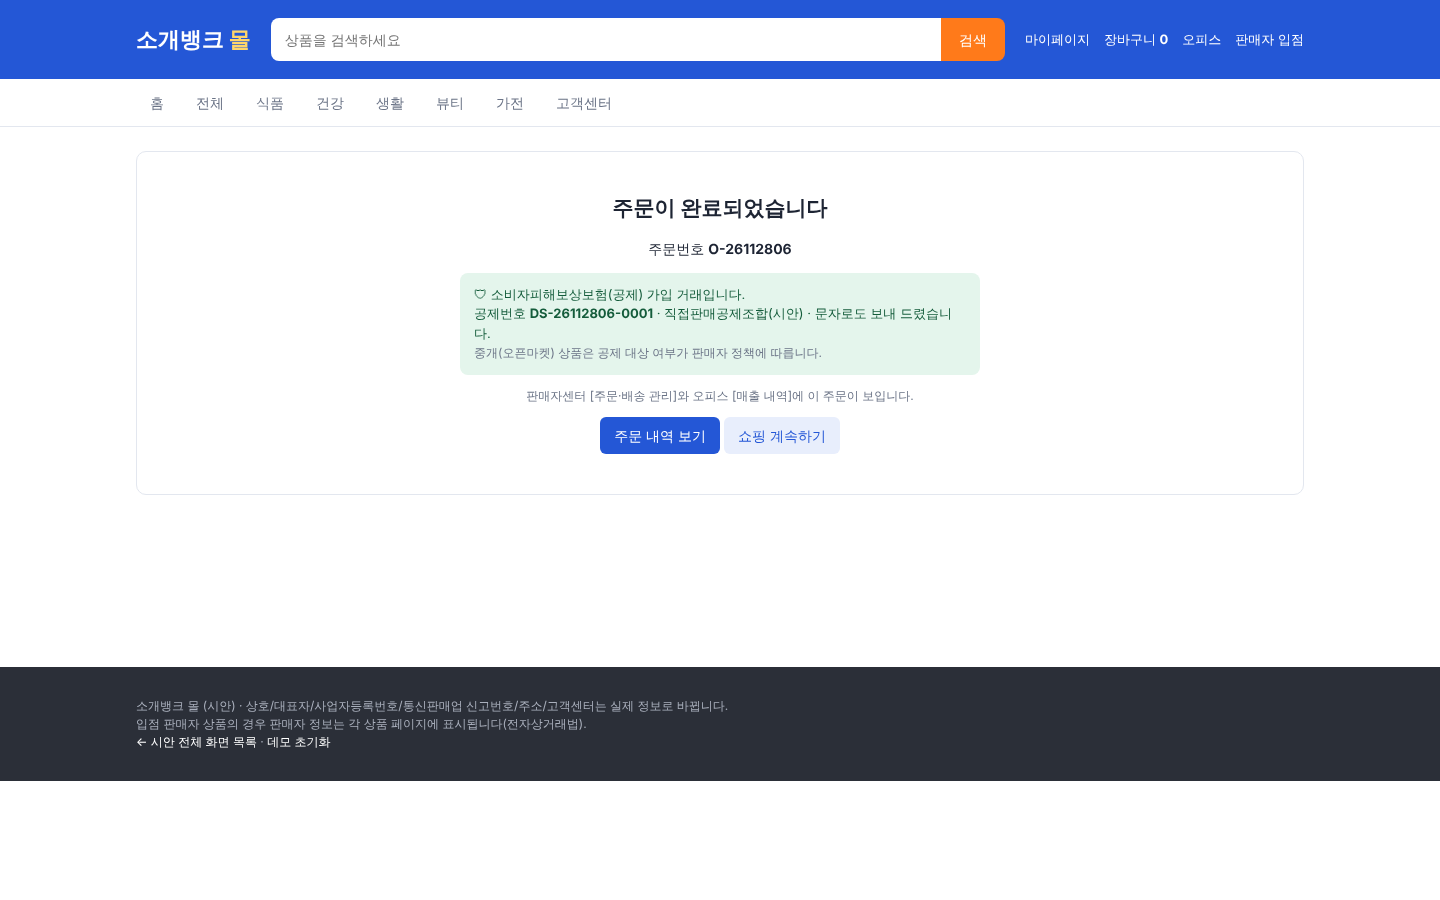 소개뱅크 몰
상품을 검색하세요
검색
마이페이지 장바구니 0 오피스 판매자 입점
홈 전체 식품 건강 생활 뷰티 가전 고객센터
주문이 완료되었습니다
주문번호 O-26112806
🛡 소비자피해보상보험(공제) 가입 거래입니다.
공제번호 DS-26112806-0001 · 직접판매공제조합(시안) · 문자로도 보내 드렸습니
다.
중개(오픈마켓) 상품은 공제 대상 여부가 판매자 정책에 따릅니다.
판매자센터 [주문·배송 관리]와 오피스 [매출 내역]에 이 주문이 보입니다.
주문 내역 보기 쇼핑 계속하기
소개뱅크 몰 (시안) · 상호/대표자/사업자등록번호/통신판매업 신고번호/주소/고객센터는 실제 정보로 바뀝니다.
입점 판매자 상품의 경우 판매자 정보는 각 상품 페이지에 표시됩니다(전자상거래법).
← 시안 전체 화면 목록 · 데모 초기화